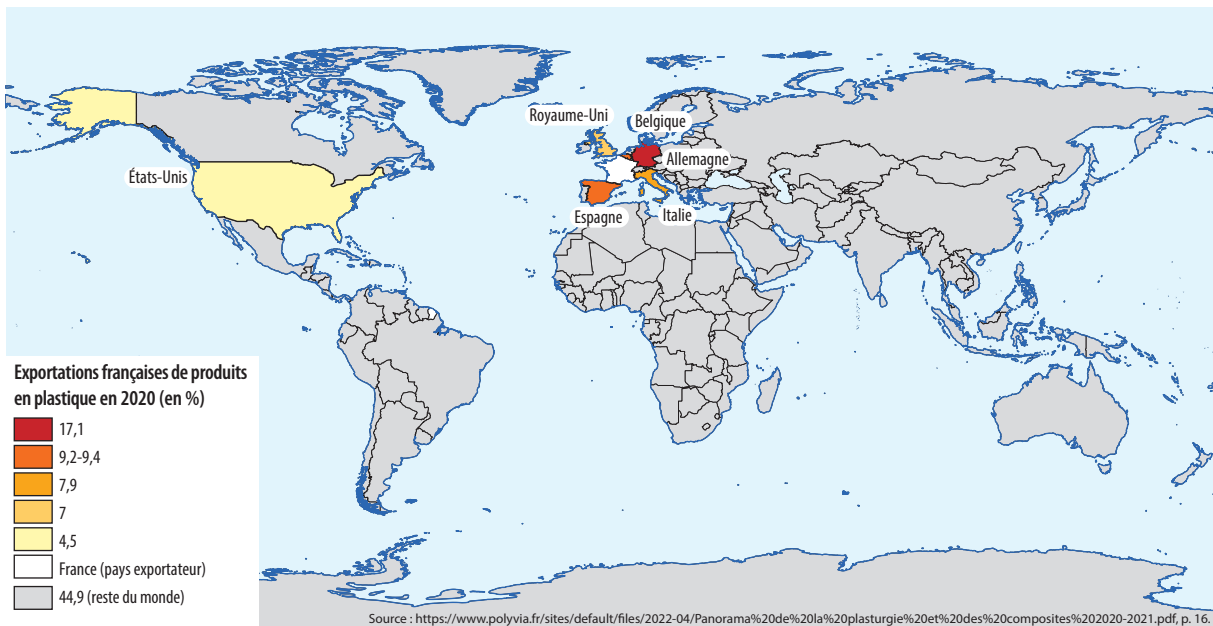 Royaume-Uni
Belgique
Allemagne
États-Unis
Espagne
Italie
Exportations françaises de produits
en plastique en 2020 (en %)
17,1
9,2-9,4
7,9
7
4,5
France (pays exportateur)
44,9 (reste du monde)
Source : https://www.polyvia.fr/sites/default/files/2022-04/Panorama%20de%20la%20plasturgie%20et%20des%20composites%202020-2021.pdf, p. 16.